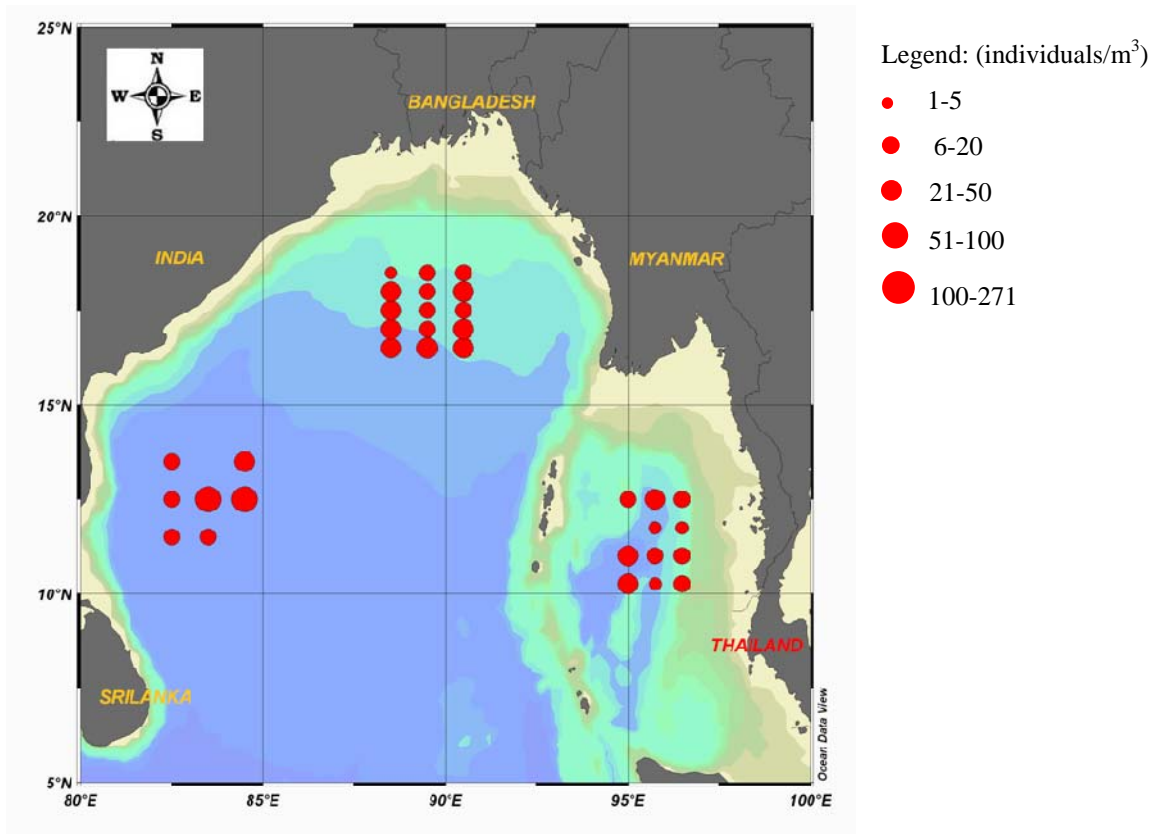 25°N
N
W E
S
BANGLADESH
20°N
INDIA
MYANMAR
15°N
10°N
THAILAND
SRILANKA
Ocean Data View
5°N
80°E 85°E 90°E 95°E 100°E
Legend: (individuals/m³)
1-5
6-20
21-50
51-100
100-271